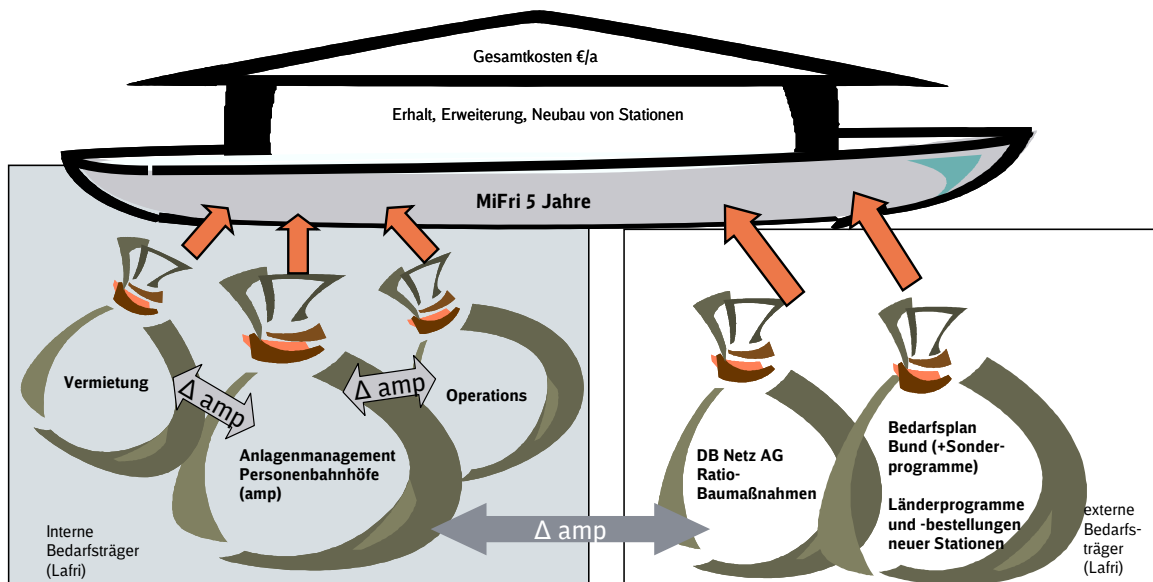 Gesamtkosten €/a
Erhalt, Erweiterung, Neubau von Stationen
MiFri 5 Jahre
Vermietung
Δ amp
Δ amp
Operations
Anlagenmanagement
Personenbahnhöfe
(amp)
Interne
Bedarfsträger
(Lafri)
Δ amp
DB Netz AG
Ratio-
Baumaßnahmen
Bedarfsplan
Bund (+Sonder-
programme)
Länderprogramme
und -bestellungen
neuer Stationen
externe
Bedarfs-
träger
(Lafri)